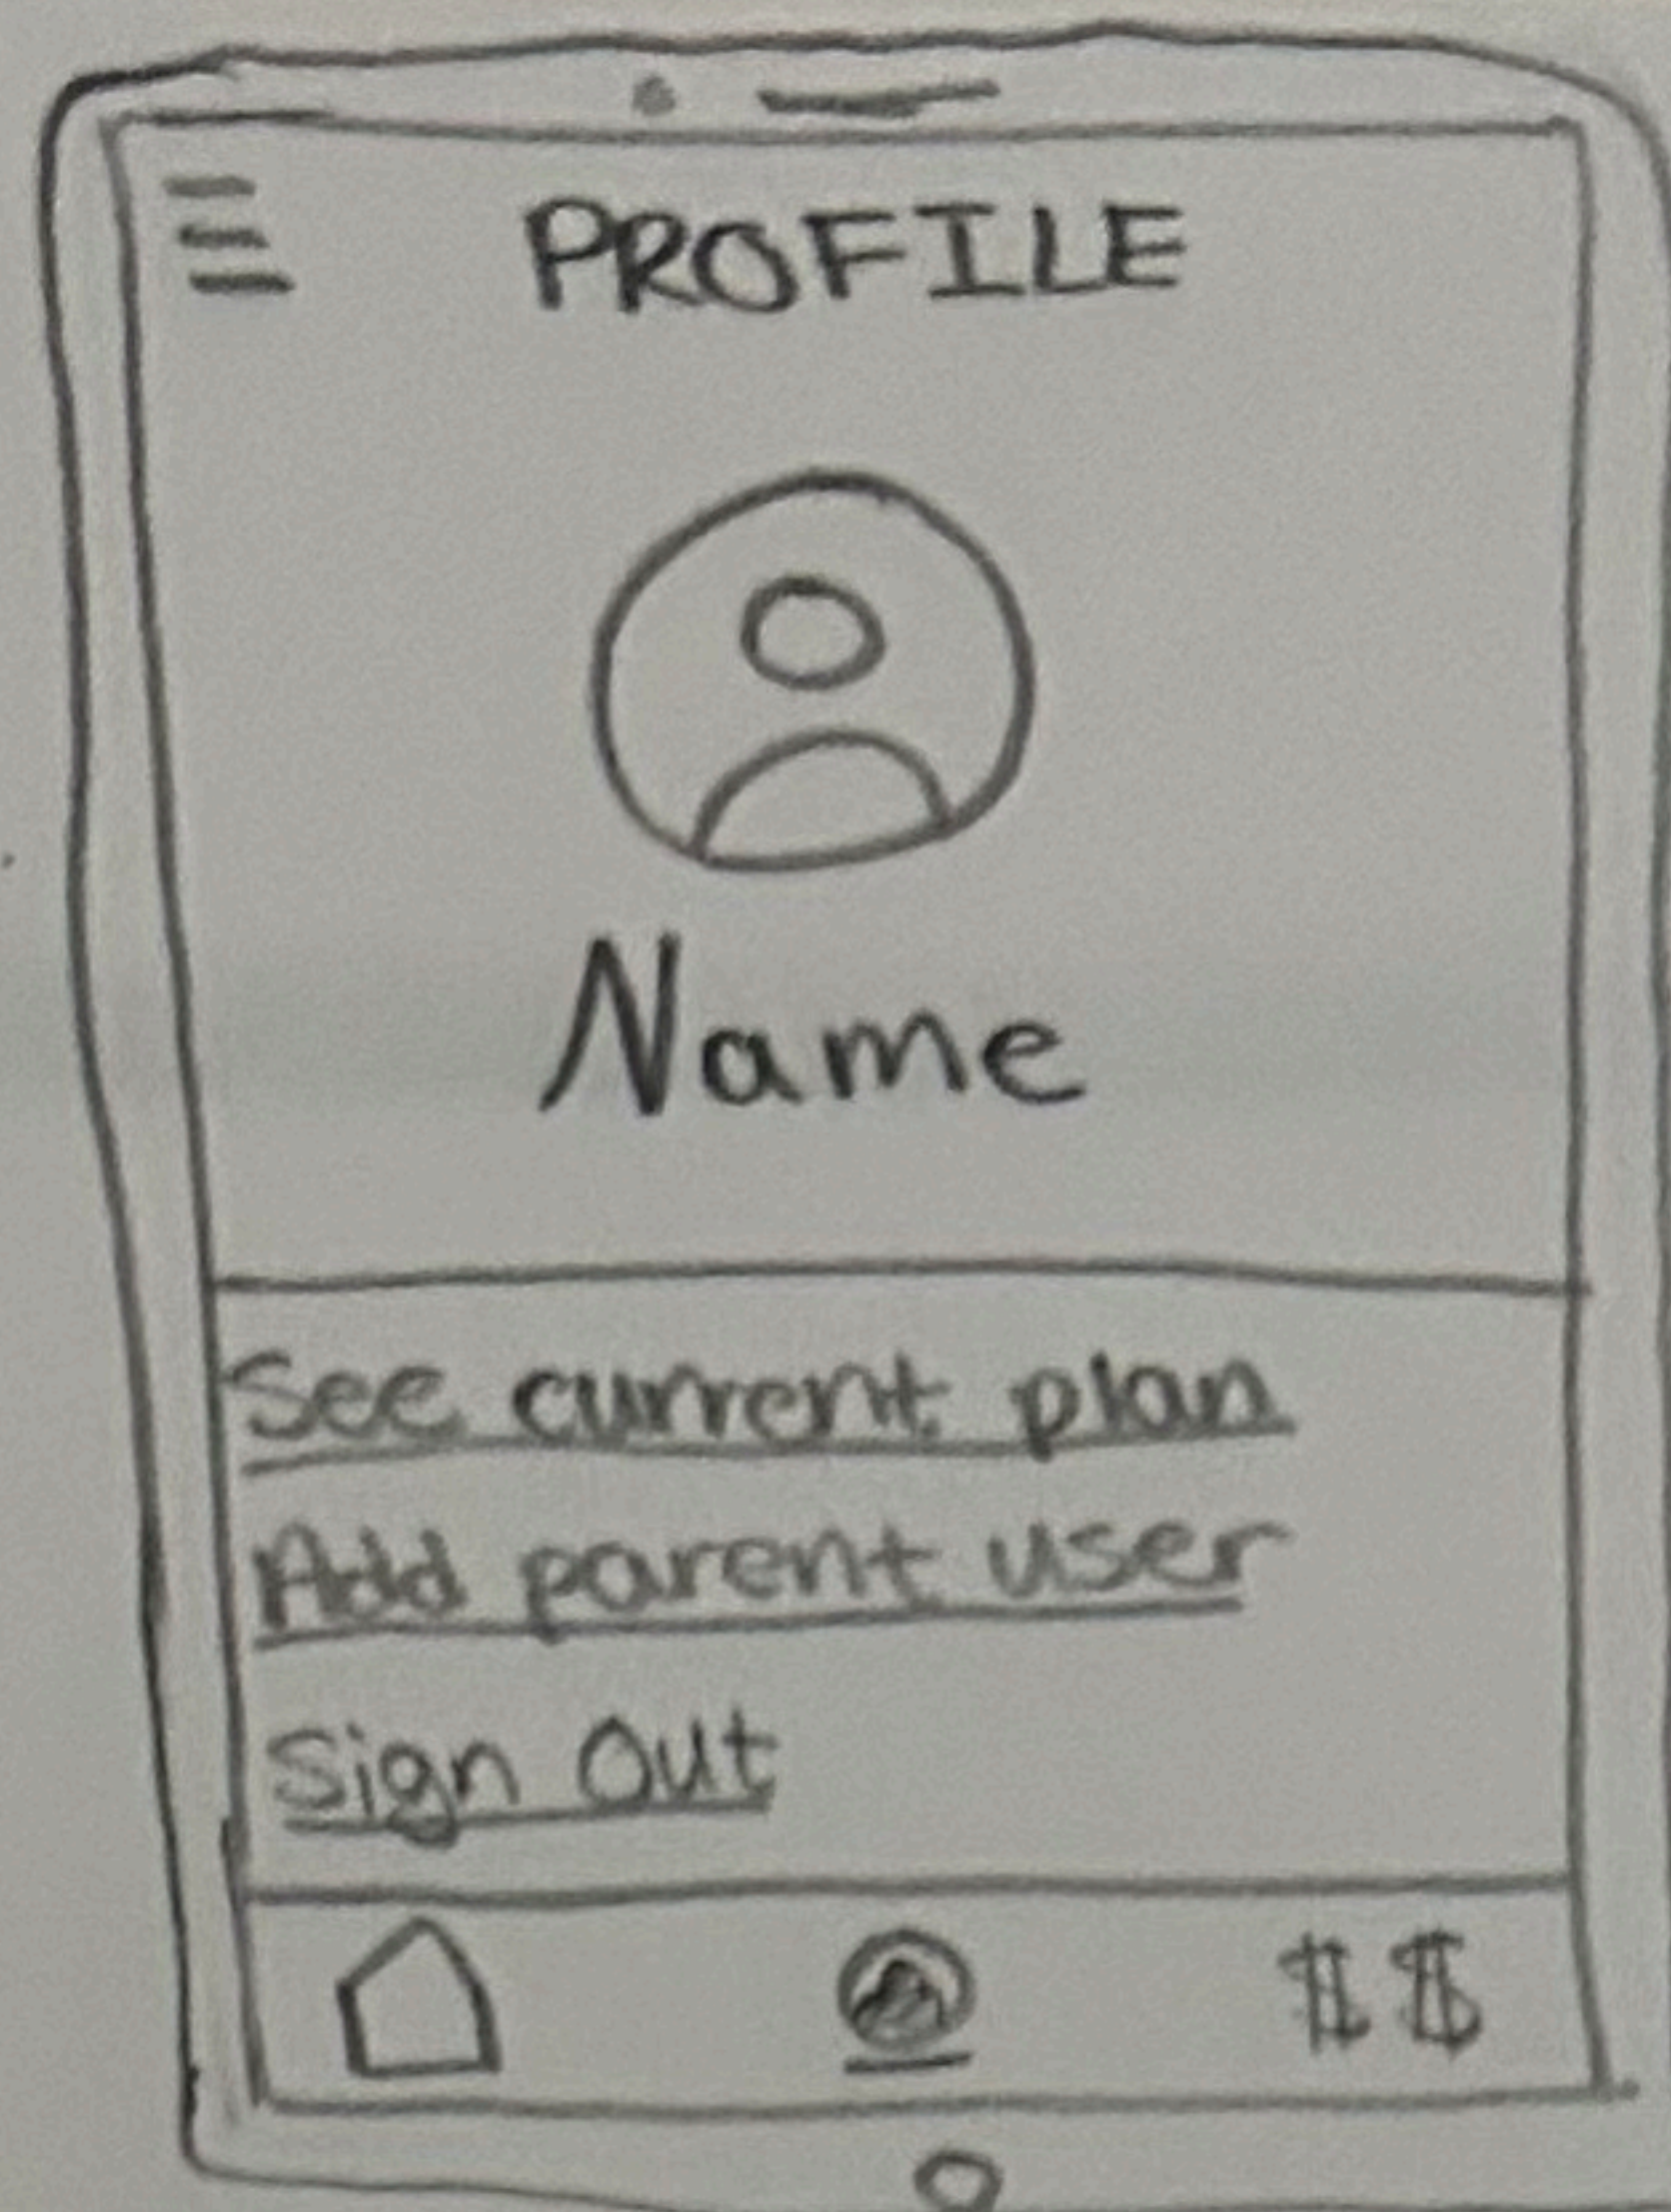 PROFILE
Name
See current plan
Add parent user
Sign Out
$$